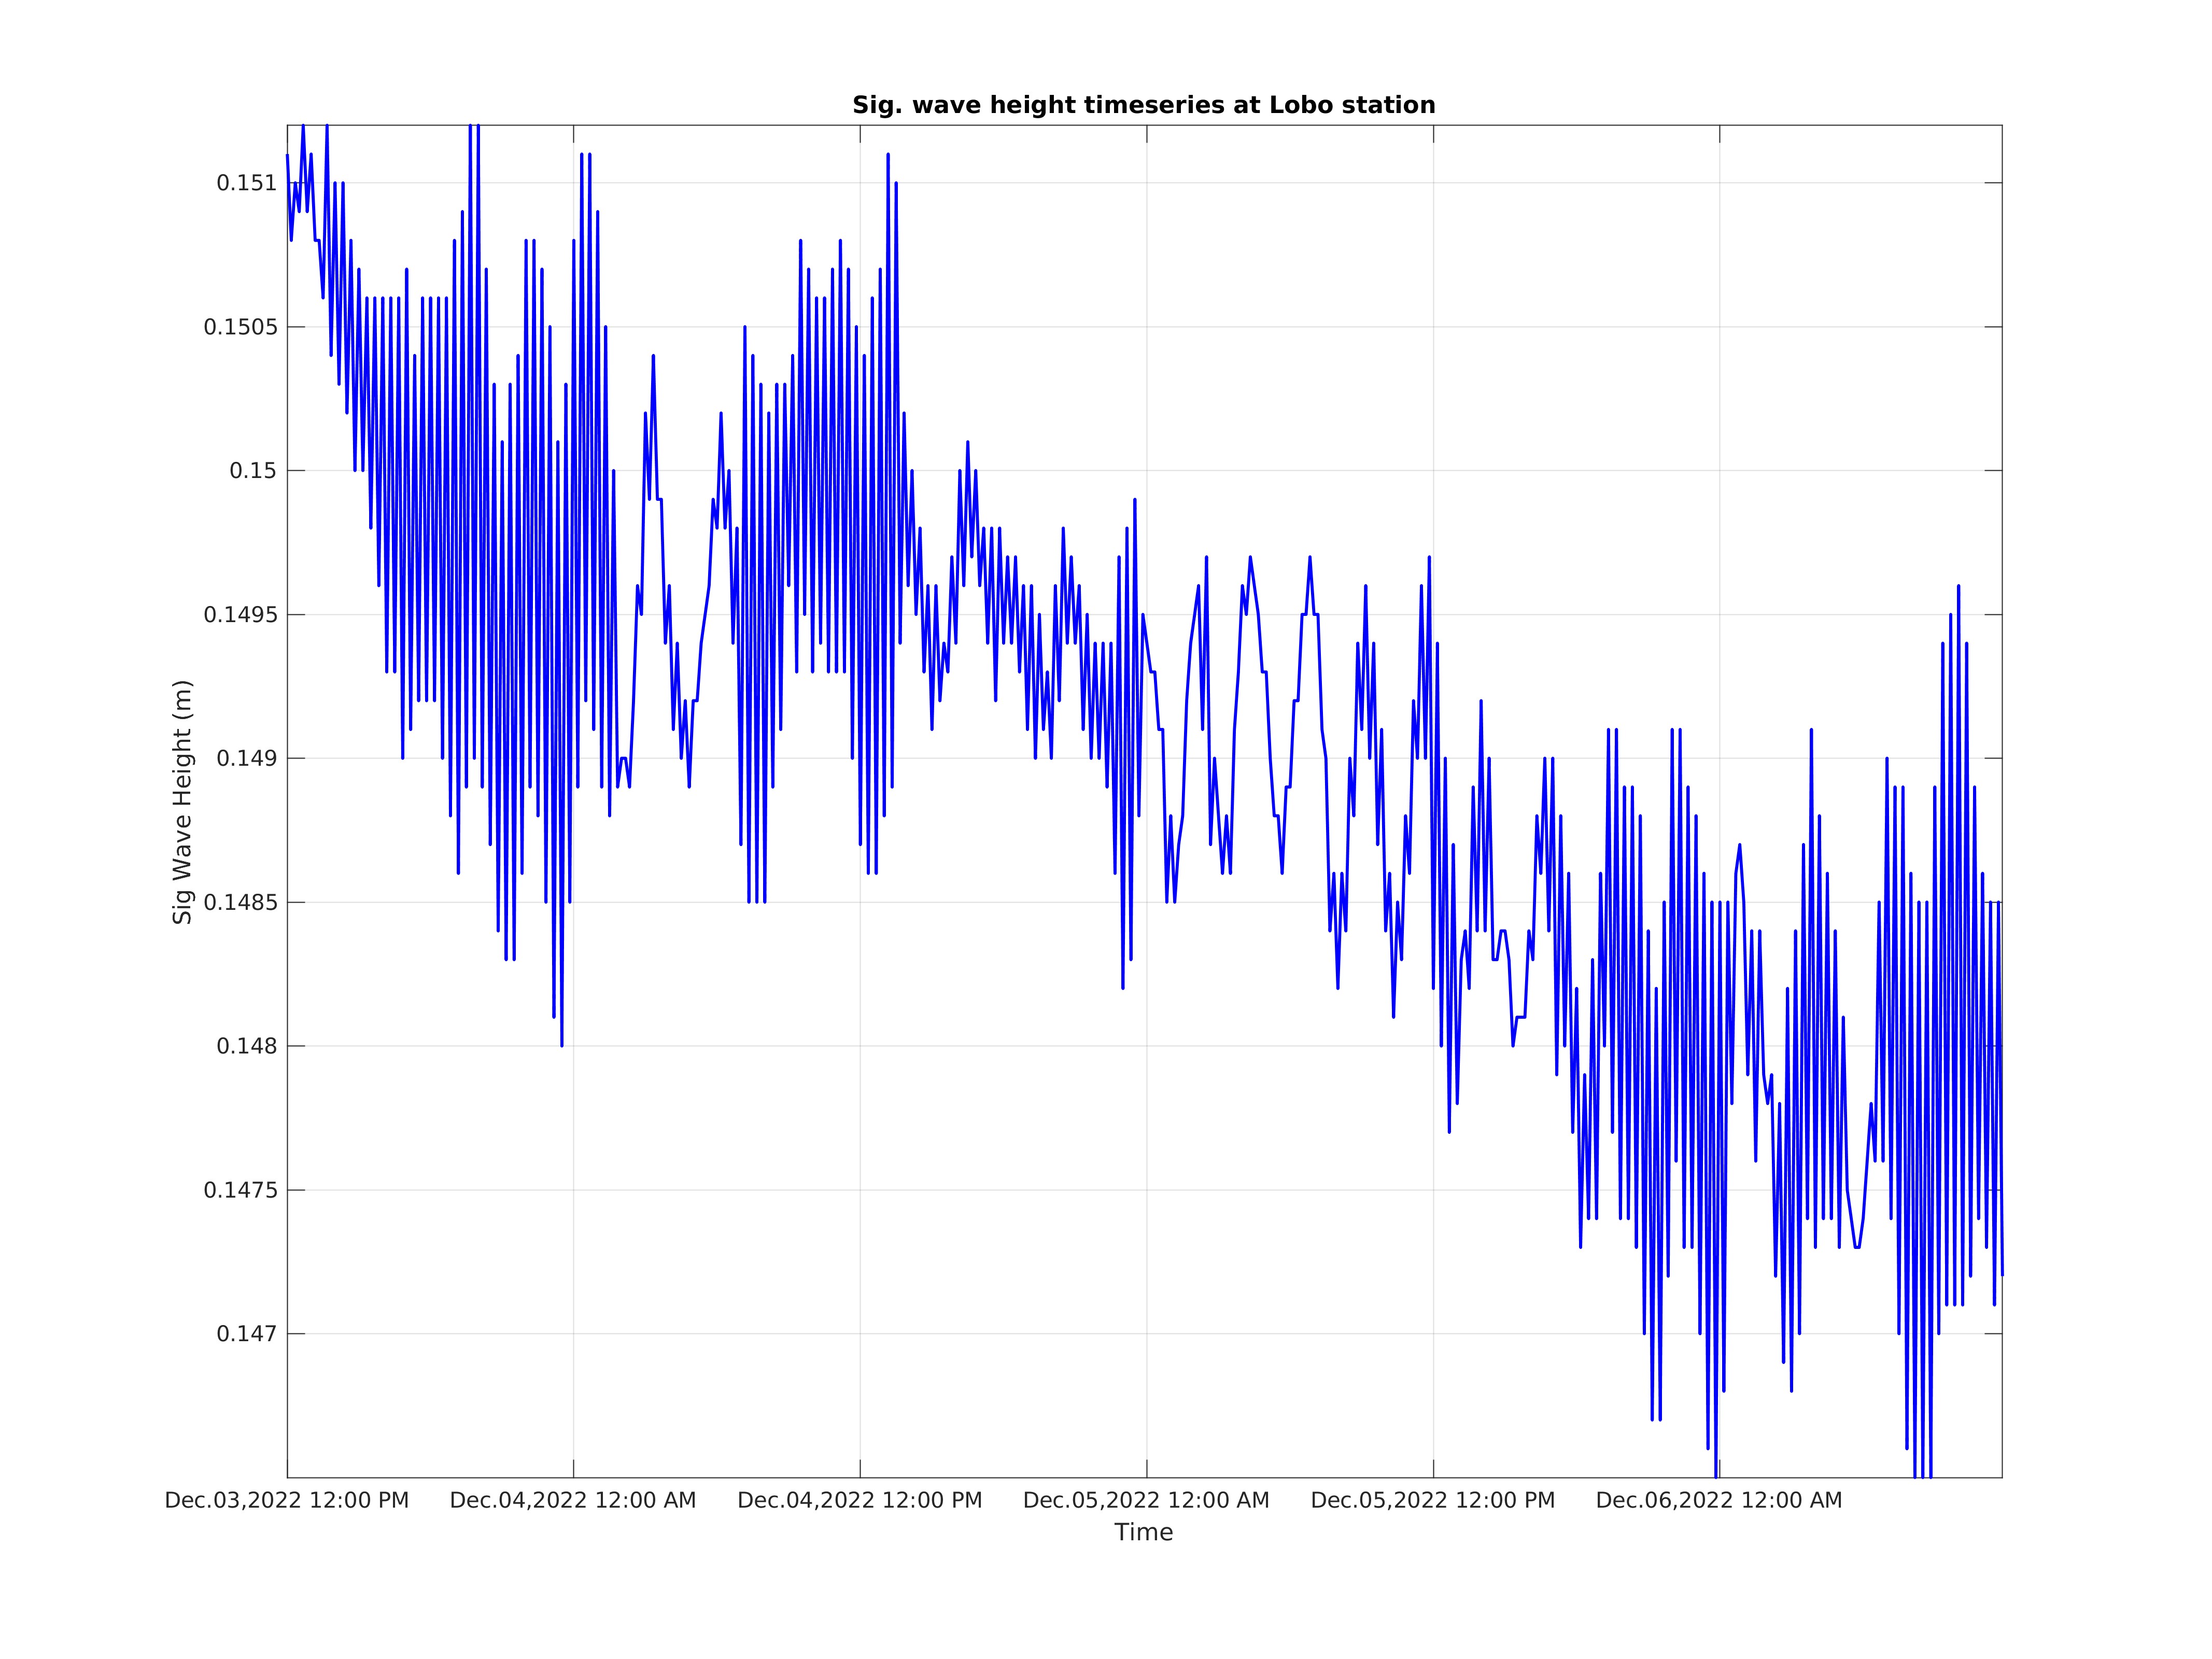 Sig. wave height timeseries at Lobo station
0.151
0.1505
0.15
0.1495
0.149
0.1485
0.148
0.1475
0.147
Sig Wave Height (m)
Dec.03,2022 12:00 PM Dec.04,2022 12:00 AM Dec.04,2022 12:00 PM Dec.05,2022 12:00 AM Dec.05,2022 12:00 PM Dec.06,2022 12:00 AM
Time